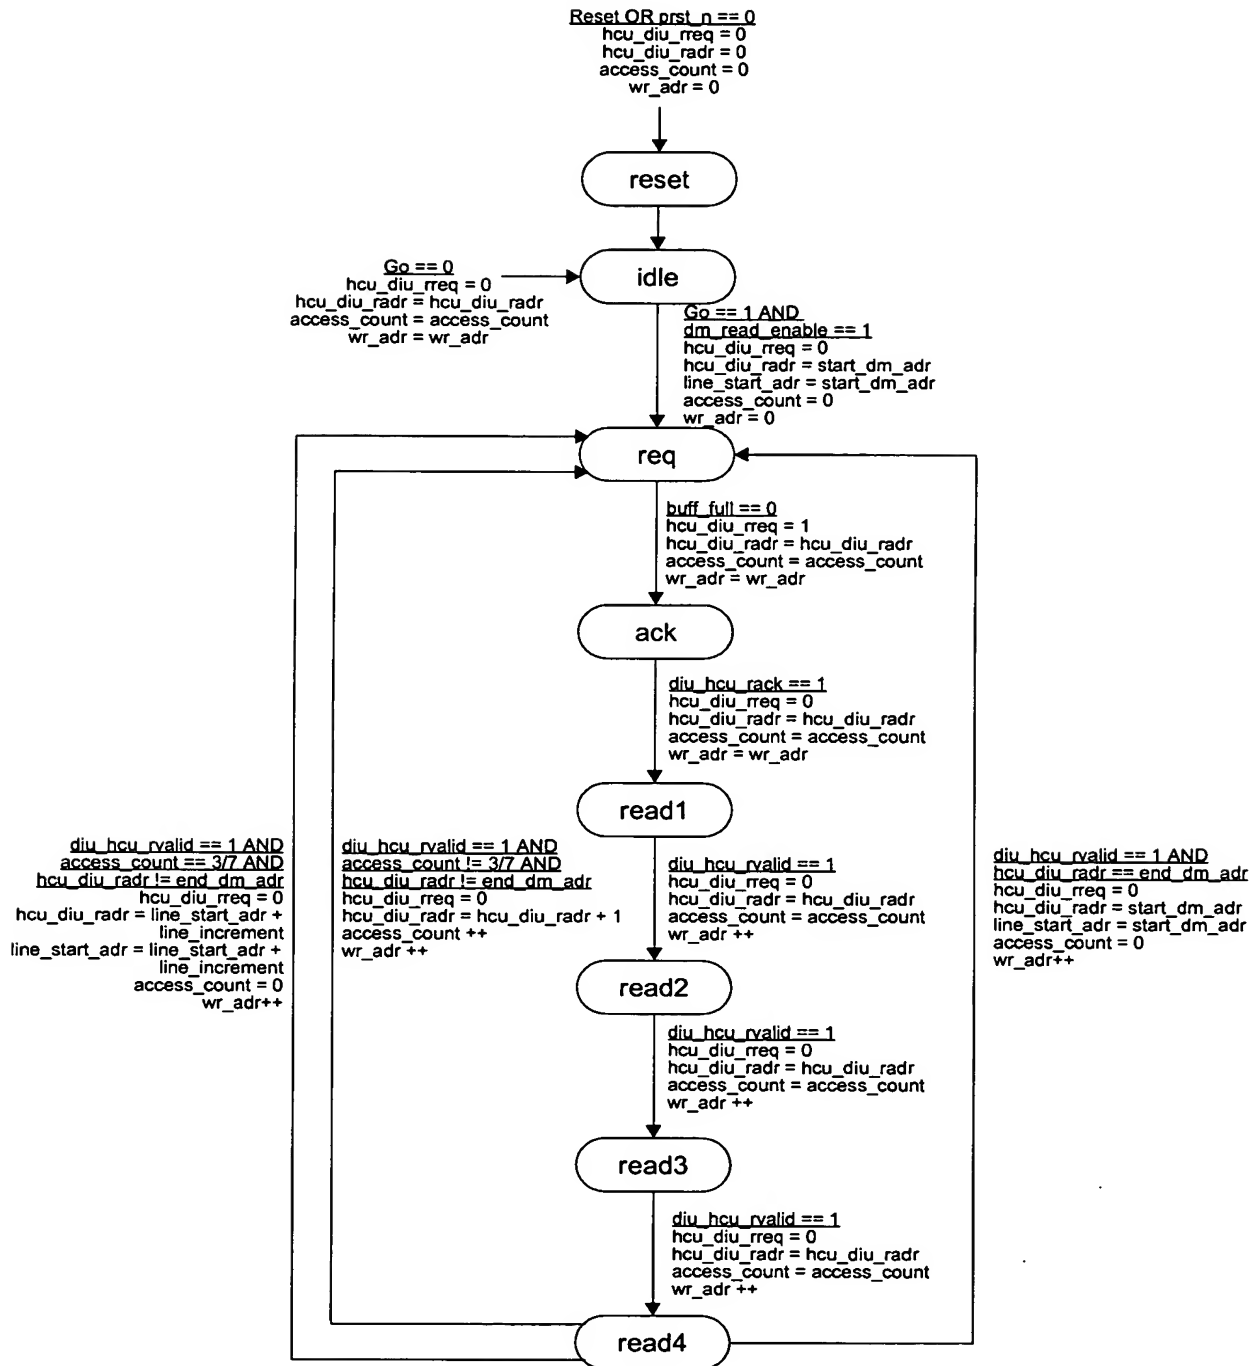 Reset OR prst_n == 0
hcu_diu_rreq = 0
hcu_diu_radr = 0
access_count = 0
wr_adr = 0
reset
idle
Go == 0
hcu_diu_rreq = 0
hcu_diu_radr = hcu_diu_radr
access_count = access_count
wr_adr = wr_adr
Go == 1 AND
dm_read_enable == 1
hcu_diu_rreq = 0
hcu_diu_radr = start_dm_adr
line_start_adr = start_dm_adr
access_count = 0
wr_adr = 0
req
buff_full == 0
hcu_diu_rreq = 1
hcu_diu_radr = hcu_diu_radr
access_count = access_count
wr_adr = wr_adr
ack
diu_hcu_rack == 1
hcu_diu_rreq = 0
hcu_diu_radr = hcu_diu_radr
access_count = access_count
wr_adr = wr_adr
read1
diu_hcu_rvalid == 1 AND
access_count == 3/7 AND
hcu_diu_radr != end_dm_adr
hcu_diu_rreq = 0
hcu_diu_radr = line_start_adr +
line_increment
line_start_adr = line_start_adr +
line_increment
access_count = 0
wr_adr++
diu_hcu_rvalid == 1 AND
access_count != 3/7 AND
hcu_diu_radr != end_dm_adr
hcu_diu_rreq = 0
hcu_diu_radr = hcu_diu_radr + 1
access_count ++
wr_adr ++
diu_hcu_rvalid == 1
hcu_diu_rreq = 0
hcu_diu_radr = hcu_diu_radr
access_count = access_count
wr_adr ++
diu_hcu_rvalid == 1 AND
hcu_diu_radr == end_dm_adr
hcu_diu_rreq = 0
hcu_diu_radr = start_dm_adr
line_start_adr = start_dm_adr
access_count = 0
wr_adr++
read2
diu_hcu_rvalid == 1
hcu_diu_rreq = 0
hcu_diu_radr = hcu_diu_radr
access_count = access_count
wr_adr ++
read3
diu_hcu_rvalid == 1
hcu_diu_rreq = 0
hcu_diu_radr = hcu_diu_radr
access_count = access_count
wr_adr ++
read4